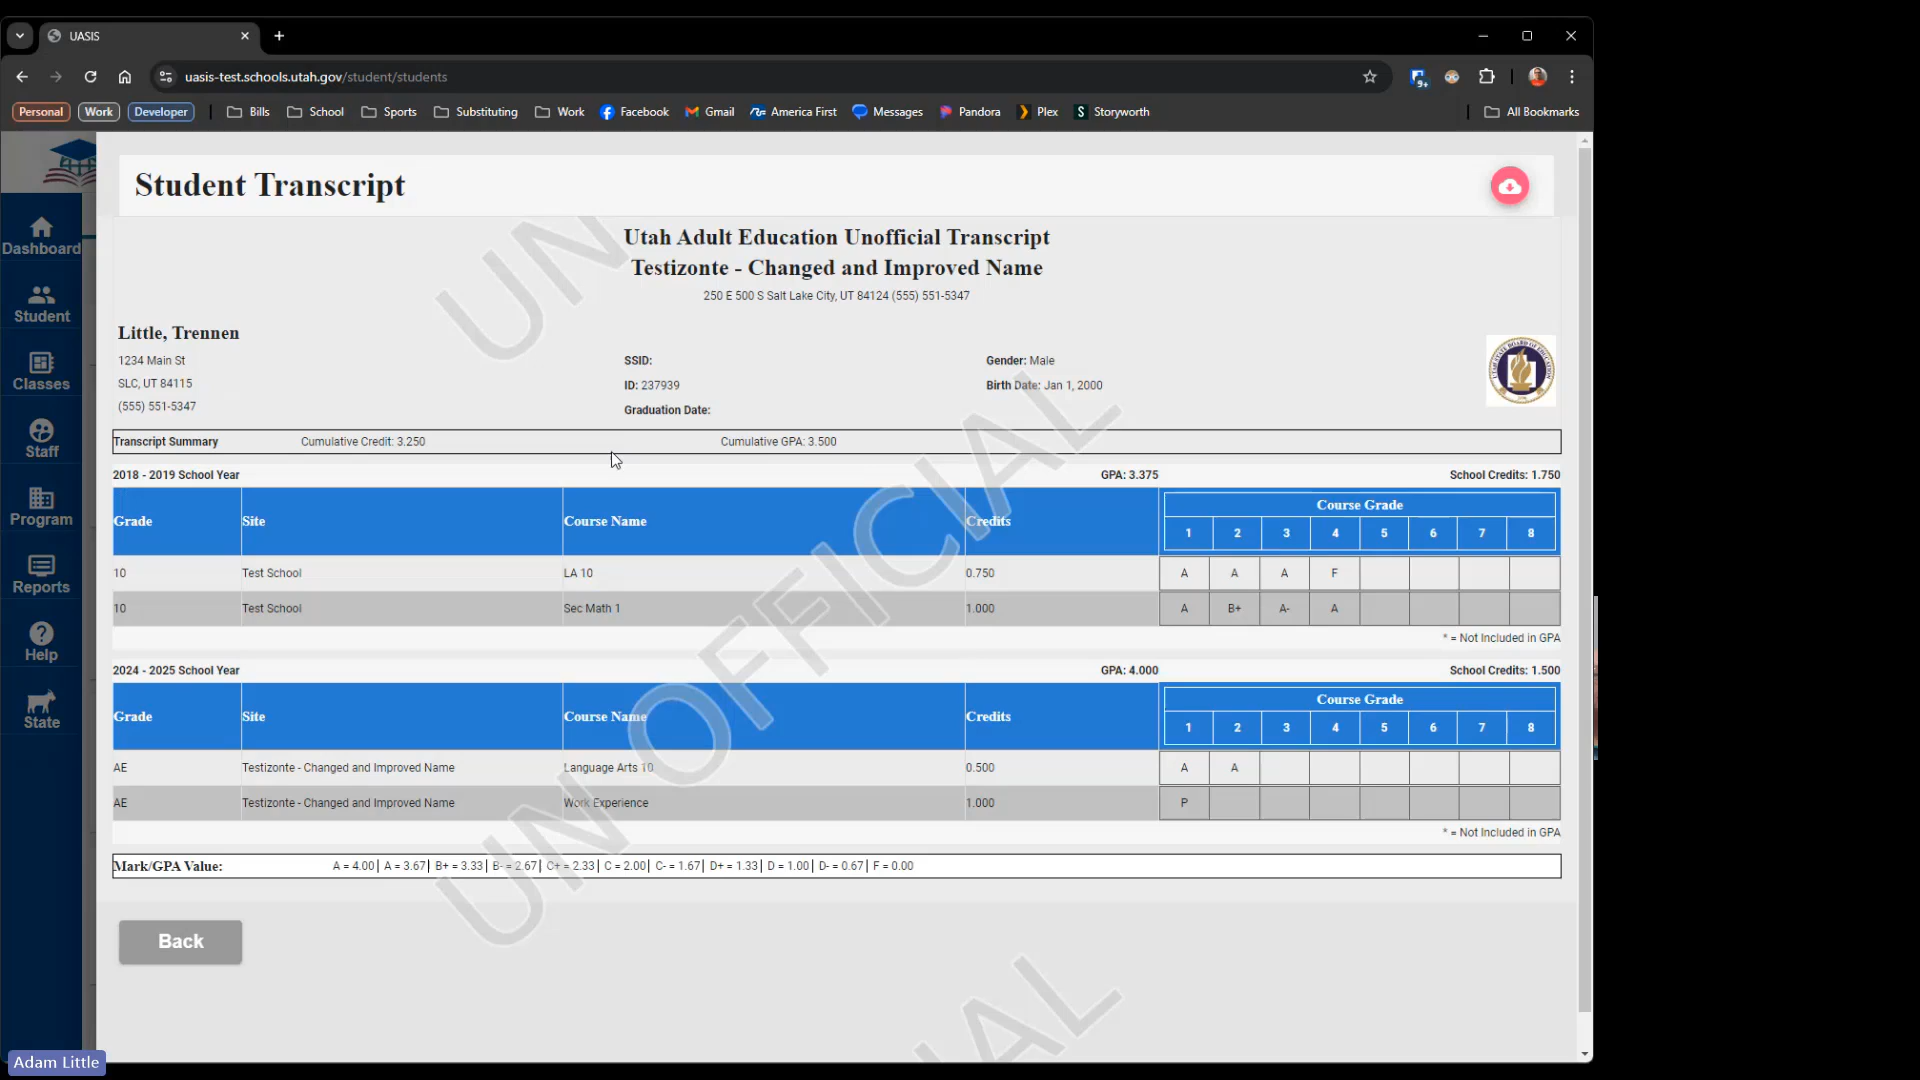 UASIS
uasis-test.schools.utah.gov/student/students
Personal Work Developer Bills School Sports Substituting Work Facebook Gmail America First Messages Pandora Plex Storyworth All Bookmarks
Student Transcript
Utah Adult Education Unofficial Transcript
Testizonte - Changed and Improved Name
250 E 500 S Salt Lake City, UT 84124 (555) 551-5347
Little, Trennen
1234 Main St SSID: Gender: Male
SLC, UT 84115 ID: 237939 Birth Date: Jan 1, 2000
(555) 551-5347 Graduation Date:
Transcript Summary Cumulative Credit: 3.250 Cumulative GPA: 3.500
2018 - 2019 School Year GPA: 3.375 School Credits: 1.750
Grade Site Course Name Credits Course Grade
1 2 3 4 5 6 7 8
10 Test School LA 10 0.750 A A A F
10 Test School Sec Math 1 1.000 A B+ A- A
* = Not Included in GPA
2024 - 2025 School Year GPA: 4.000 School Credits: 1.500
Grade Site Course Name Credits Course Grade
1 2 3 4 5 6 7 8
AE Testizonte - Changed and Improved Name Language Arts 10 0.500 A A
AE Testizonte - Changed and Improved Name Work Experience 1.000 P
* = Not Included in GPA
Mark/GPA Value: A = 4.00| A = 3.67| B+ = 3.33| B- = 2.67| C+ = 2.33| C = 2.00| C- = 1.67| D+ = 1.33| D = 1.00| D- = 0.67| F = 0.00
Back
Dashboard
Student
Classes
Staff
Program
Reports
Help
State
Adam Little
UN OFFICIAL